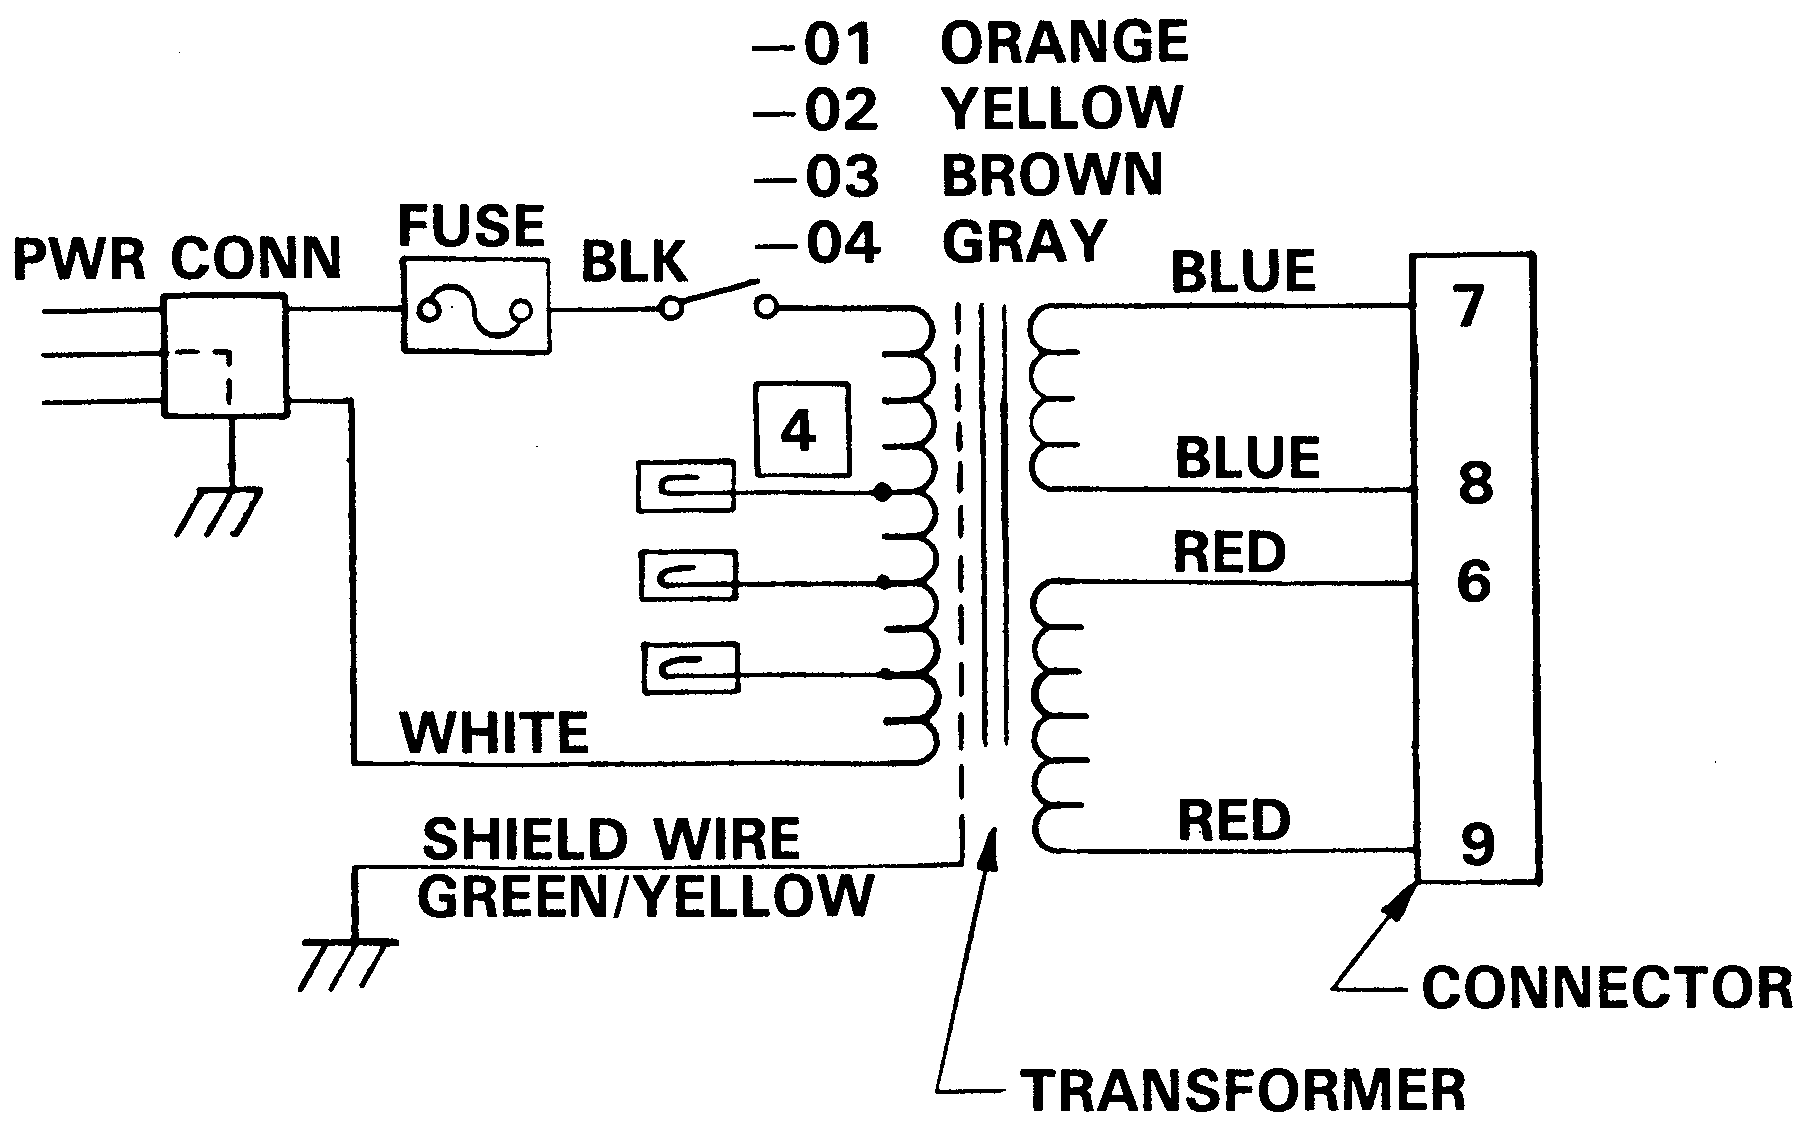 —01 ORANGE
—02 YELLOW
—03 BROWN
—04 GRAY
PWR CONN
FUSE
BLK
BLUE
7
4
BLUE
8
RED
6
WHITE
RED
9
SHIELD WIRE
GREEN/YELLOW
CONNECTOR
TRANSFORMER